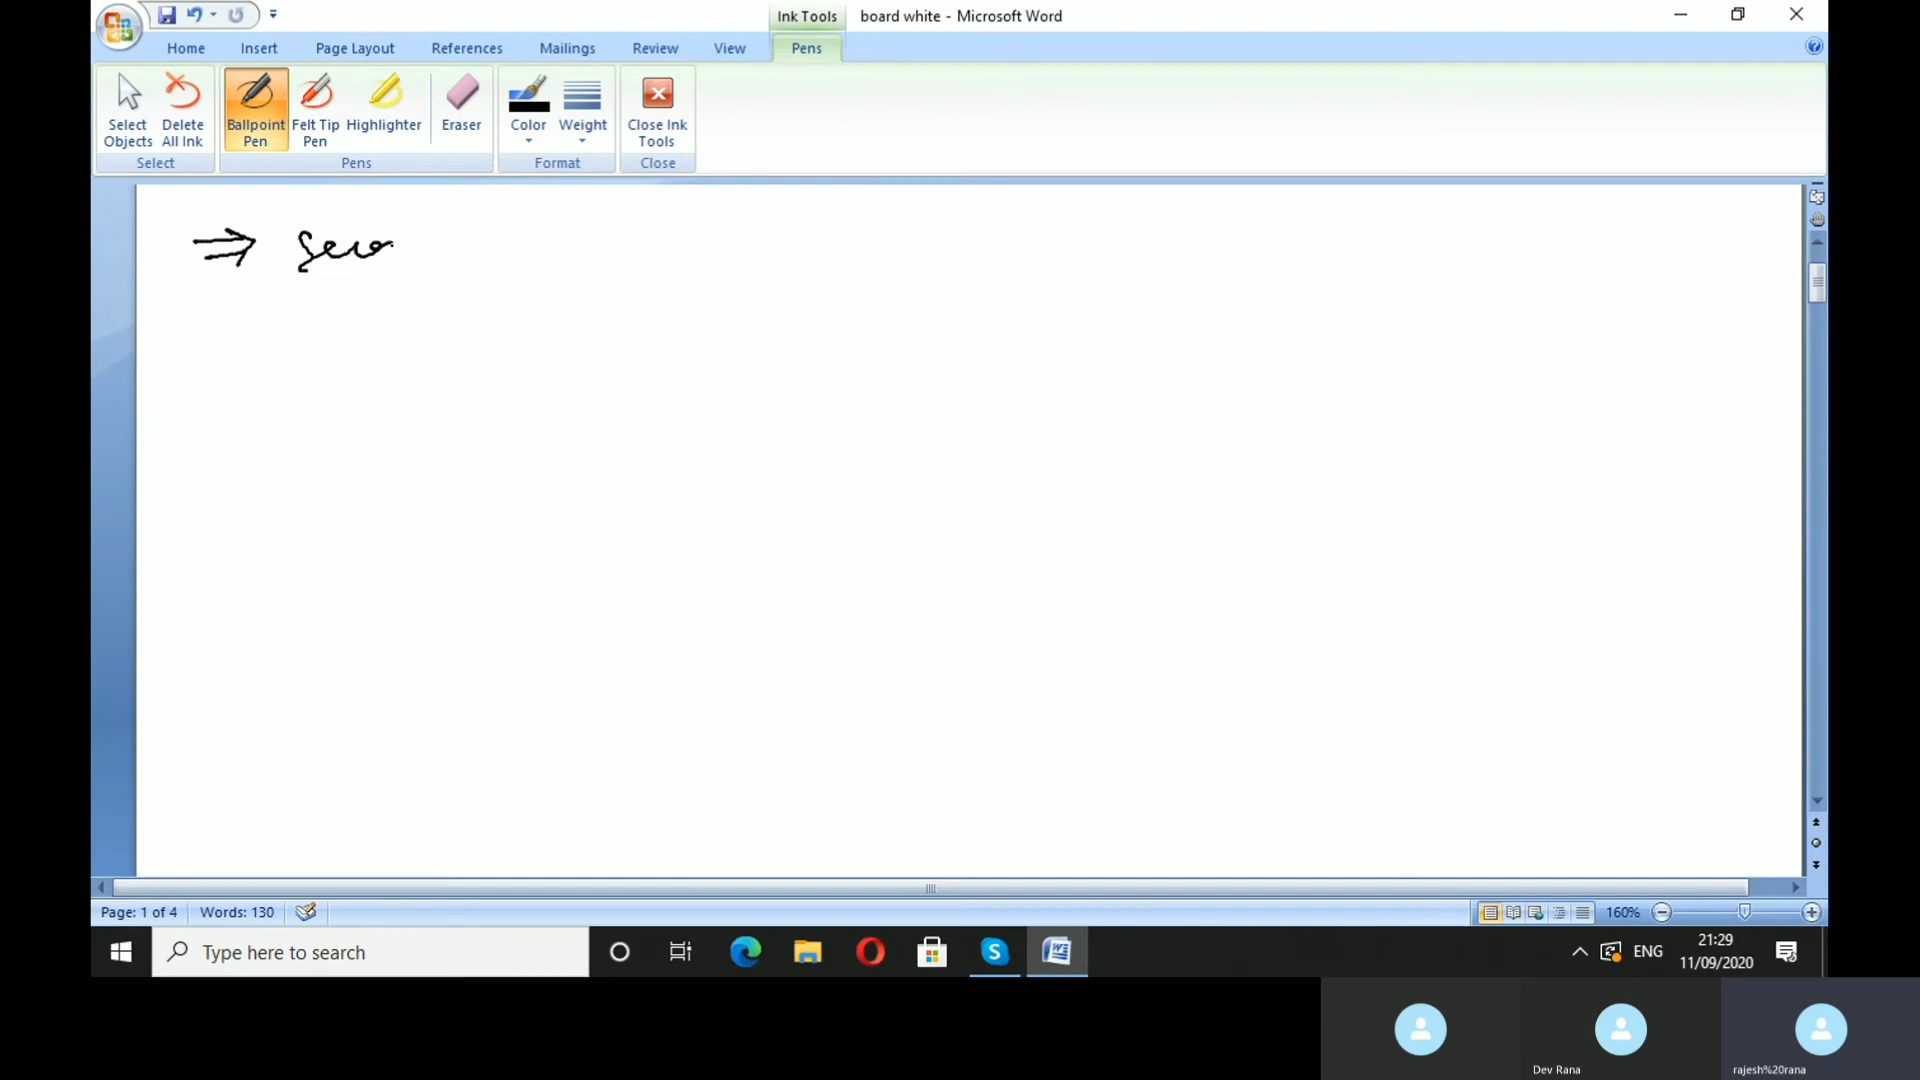 Ink Tools board white - Microsoft Word
Home Insert Page Layout References Mailings Review View Pens
Select Objects Delete All Ink Ballpoint Pen Felt Tip Pen Highlighter Eraser Color Weight Close Ink Tools
Select Pens Format Close
⇒
Page: 1 of 4 Words: 130 160%
Type here to search ENG 21:29 11/09/2020
Dev Rana rajesh%20rana